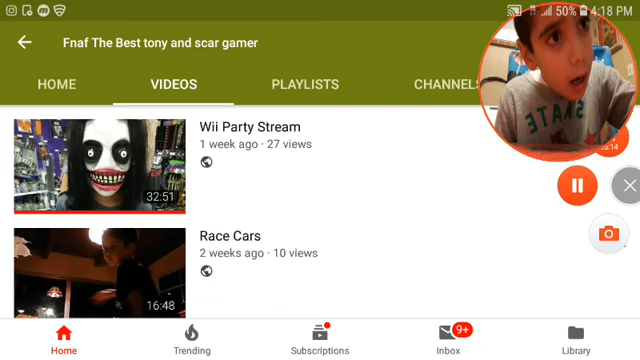 50% 4:18 PM
Fnaf The Best tony and scar gamer
HOME VIDEOS PLAYLISTS CHANNELS
Wii Party Stream
1 week ago · 27 views
32:51
Race Cars
2 weeks ago · 10 views
16:48
SKATE
Home Trending Subscriptions Inbox 9+ Library